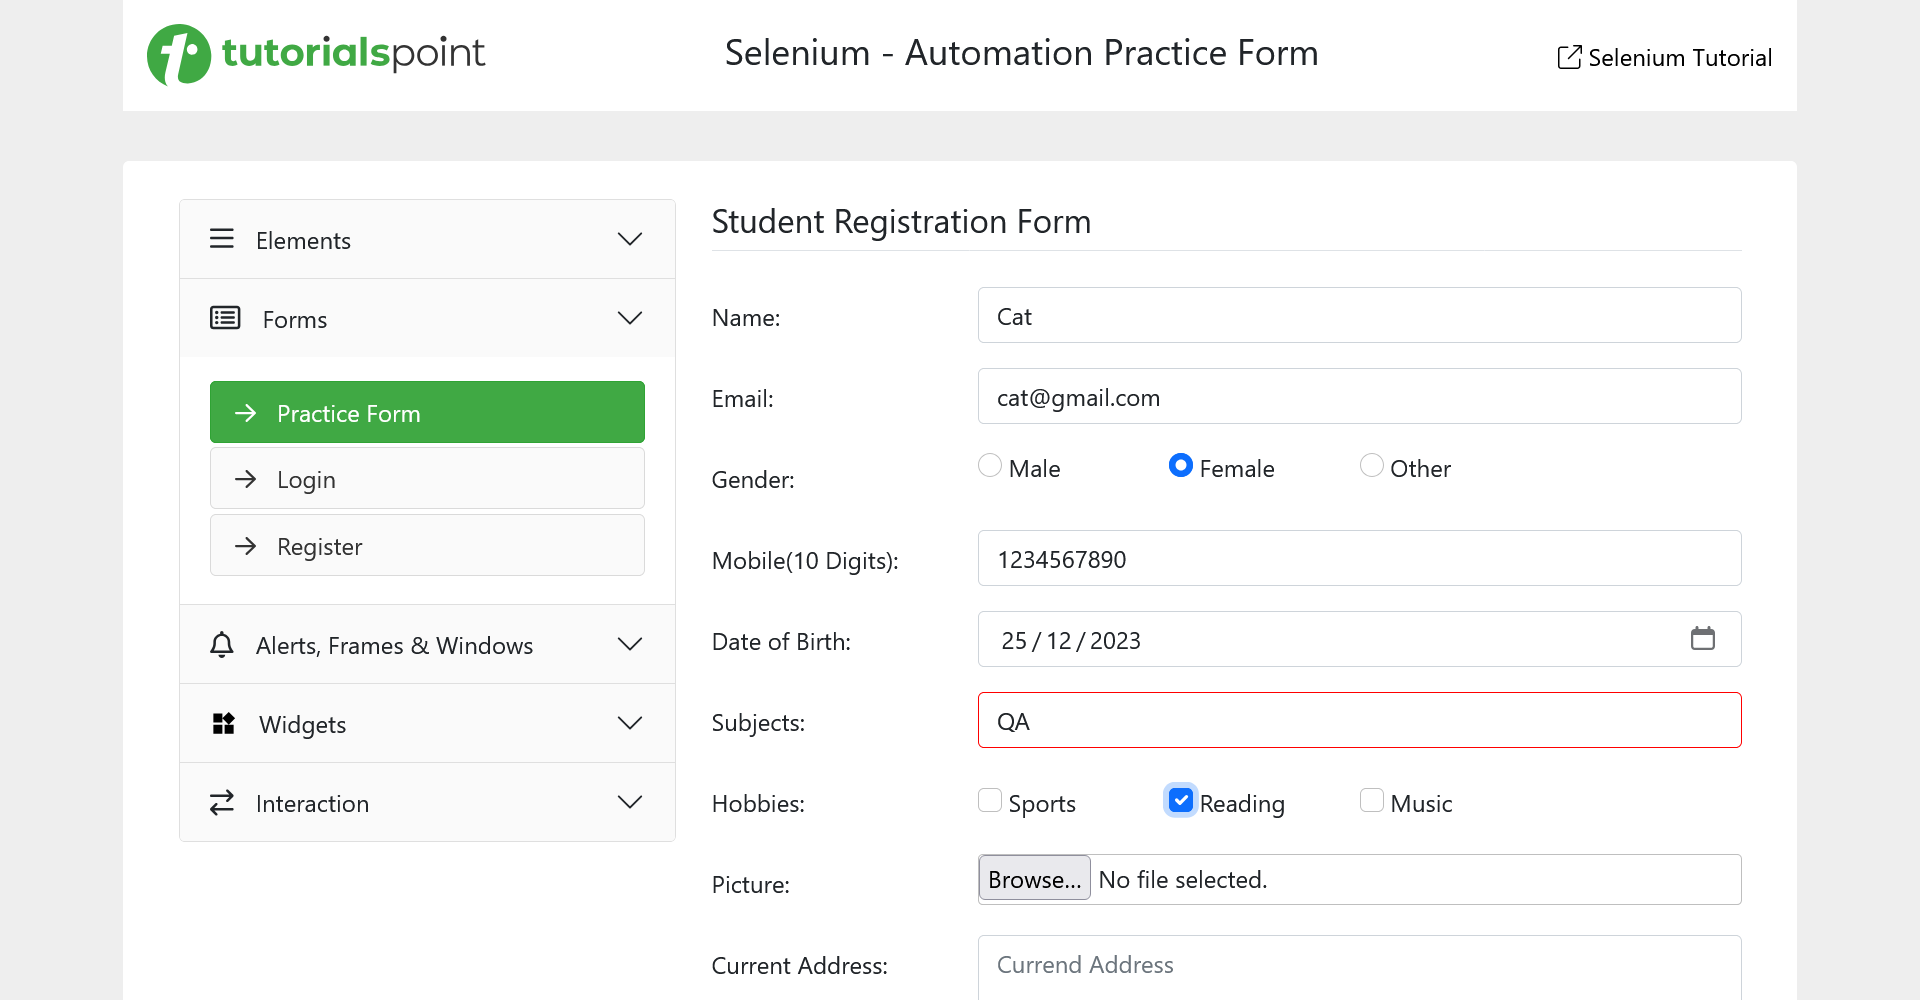 tutorialspoint
Selenium - Automation Practice Form
Selenium Tutorial
Elements
Forms
Practice Form
Login
Register
Alerts, Frames & Windows
Widgets
Interaction
Student Registration Form
Name:
Cat
Email:
cat@gmail.com
Gender:
Male
Female
Other
Mobile(10 Digits):
1234567890
Date of Birth:
25 / 12 / 2023
Subjects:
QA
Hobbies:
Sports
Reading
Music
Picture:
Browse... No file selected.
Current Address:
Currend Address